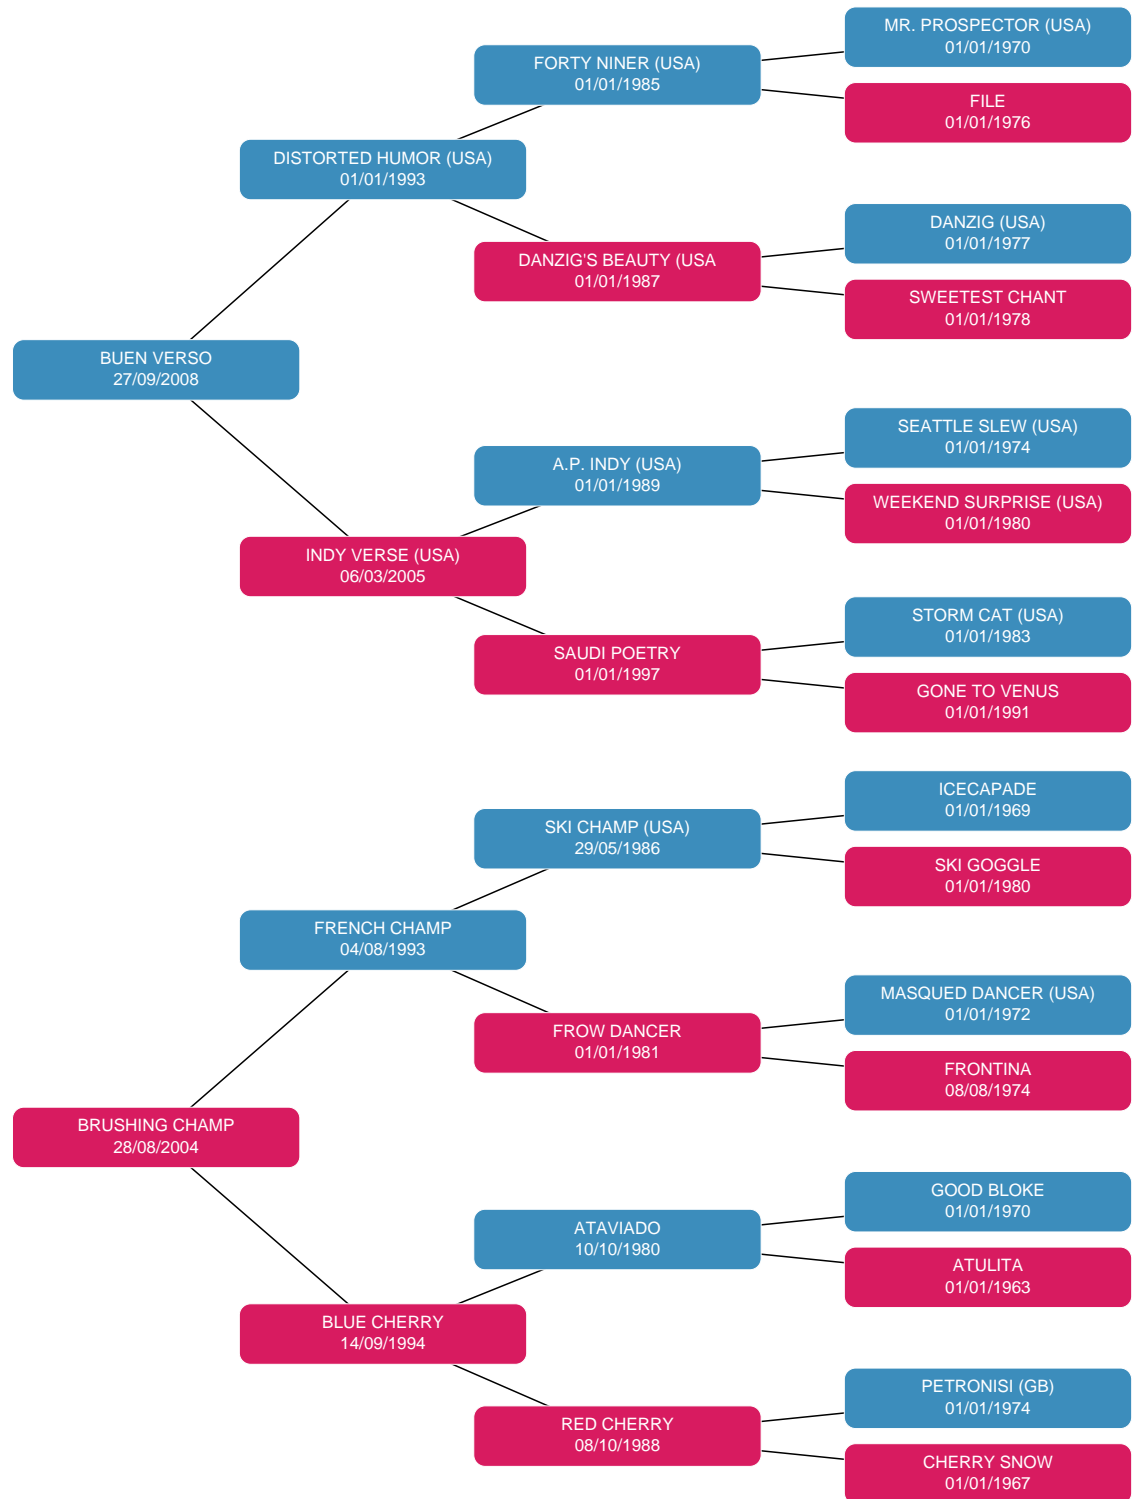 MR. PROSPECTOR (USA)
01/01/1970
FORTY NINER (USA)
01/01/1985
FILE
01/01/1976
DISTORTED HUMOR (USA)
01/01/1993
DANZIG (USA)
01/01/1977
DANZIG'S BEAUTY (USA
01/01/1987
SWEETEST CHANT
01/01/1978
BUEN VERSO
27/09/2008
SEATTLE SLEW (USA)
01/01/1974
A.P. INDY (USA)
01/01/1989
WEEKEND SURPRISE (USA)
01/01/1980
INDY VERSE (USA)
06/03/2005
STORM CAT (USA)
01/01/1983
SAUDI POETRY
01/01/1997
GONE TO VENUS
01/01/1991
ICECAPADE
01/01/1969
SKI CHAMP (USA)
29/05/1986
SKI GOGGLE
01/01/1980
FRENCH CHAMP
04/08/1993
MASQUED DANCER (USA)
01/01/1972
FROW DANCER
01/01/1981
FRONTINA
08/08/1974
BRUSHING CHAMP
28/08/2004
GOOD BLOKE
01/01/1970
ATAVIADO
10/10/1980
ATULITA
01/01/1963
BLUE CHERRY
14/09/1994
PETRONISI (GB)
01/01/1974
RED CHERRY
08/10/1988
CHERRY SNOW
01/01/1967